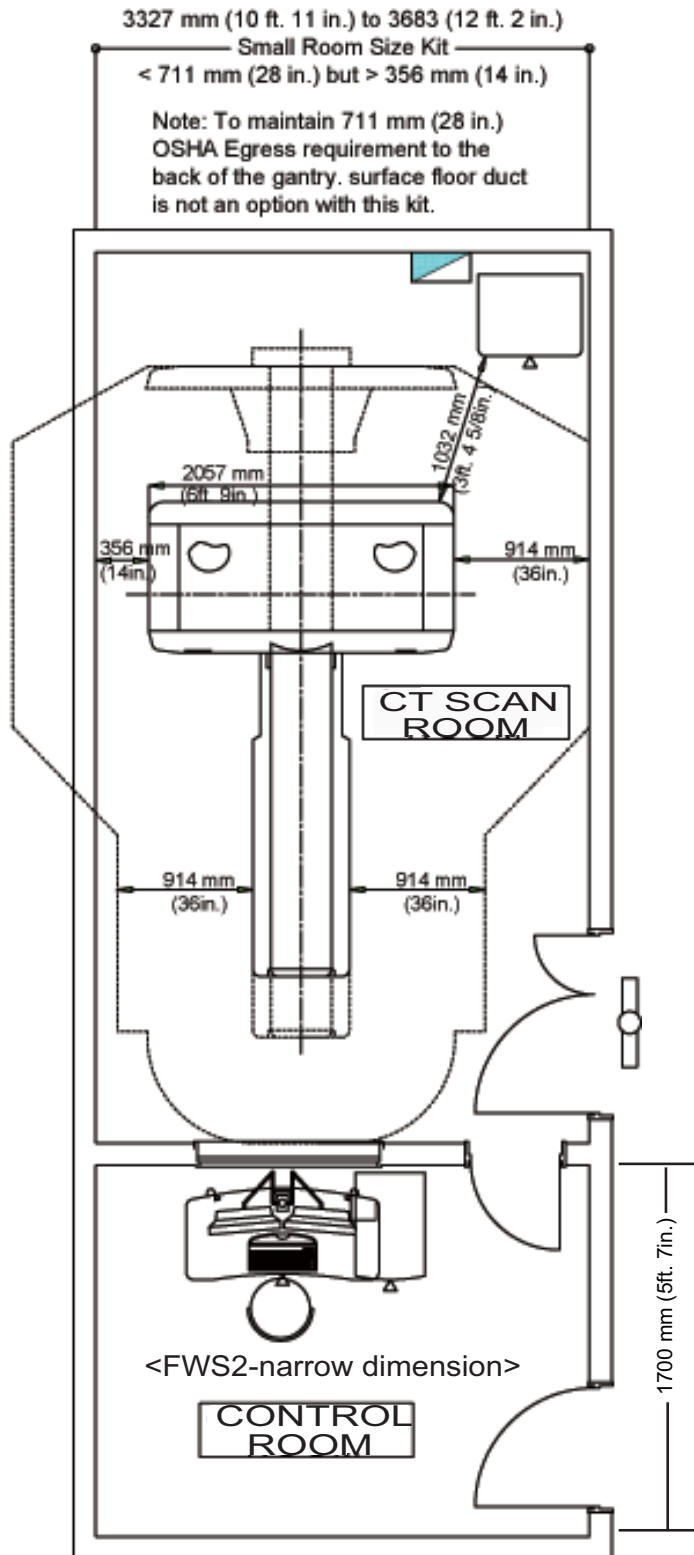 3327 mm (10 ft. 11 in.) to 3683 (12 ft. 2 in.)
Small Room Size Kit
< 711 mm (28 in.) but > 356 mm (14 in.)
Note: To maintain 711 mm (28 in.)
OSHA Egress requirement to the
back of the gantry. surface floor duct
is not an option with this kit.
1032 mm
(3ft. 4 5/8in.)
2057 mm
(6ft. 9in.)
356 mm
(14in.)
914 mm
(36in.)
CT SCAN
ROOM
914 mm
(36in.)
914 mm
(36in.)
1700 mm (5ft. 7in.)
<FWS2-narrow dimension>
CONTROL
ROOM